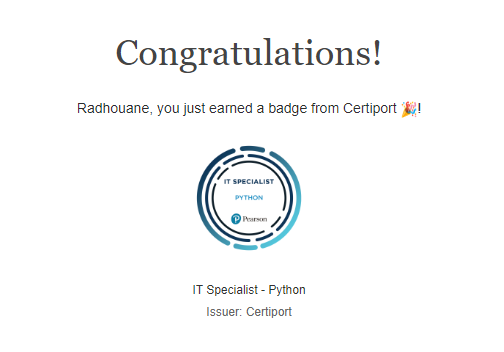 Congratulations!
Radhouane, you just earned a badge from Certiport 🎉!
IT SPECIALIST
PYTHON
Pearson
IT Specialist - Python
Issuer: Certiport